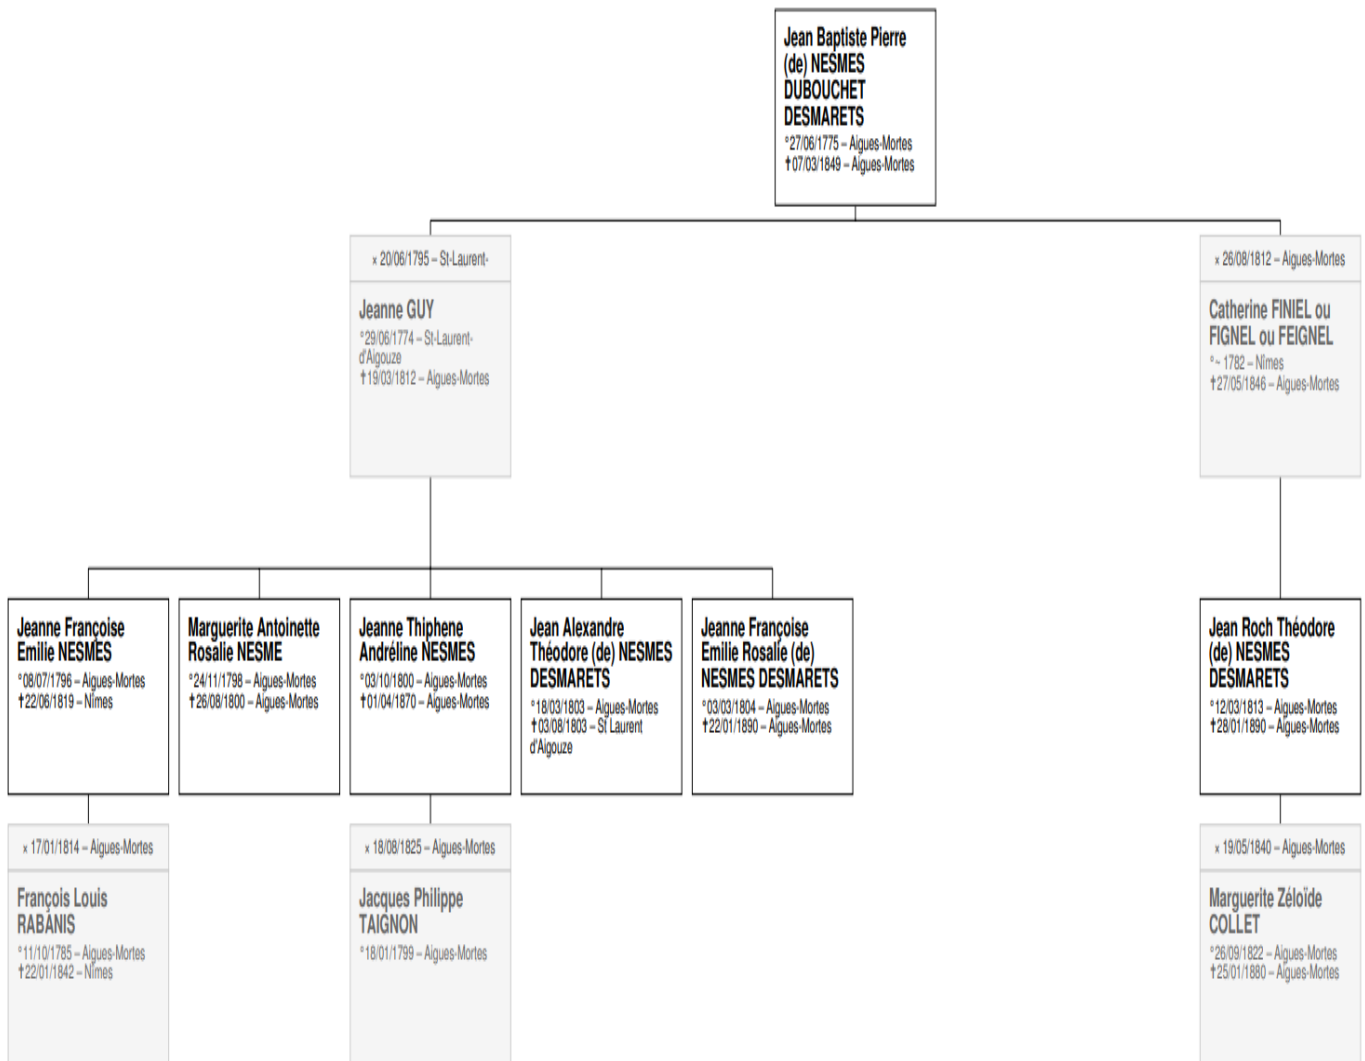 Jean Baptiste Pierre
(de) NESMES
DUBOUCHET
DESMARETS
°27/06/1775 – Aigues-Mortes
†07/03/1849 – Aigues-Mortes
x 20/06/1795 – St-Laurent-
Jeanne GUY
°29/06/1774 – St-Laurent-
d'Aigouze
†19/03/1812 – Aigues-Mortes
x 26/08/1812 – Aigues-Mortes
Catherine FINIEL ou
FIGNEL ou FEIGNEL
°~ 1782 – Nîmes
†27/05/1846 – Aigues-Mortes
Jeanne Françoise
Emilie NESMES
°08/07/1796 – Aigues-Mortes
†22/06/1819 – Nîmes
Marguerite Antoinette
Rosalie NESME
°24/11/1798 – Aigues-Mortes
†26/08/1800 – Aigues-Mortes
Jeanne Thiphene
Andréline NESMES
°03/10/1800 – Aigues-Mortes
†01/04/1870 – Aigues-Mortes
Jean Alexandre
Théodore (de) NESMES
DESMARETS
°18/03/1803 – Aigues-Mortes
†03/08/1803 – St Laurent
d'Aigouze
Jeanne Françoise
Emilie Rosalie (de)
NESMES DESMARETS
°03/03/1804 – Aigues-Mortes
†22/01/1890 – Aigues-Mortes
Jean Roch Théodore
(de) NESMES
DESMARETS
°12/03/1813 – Aigues-Mortes
†28/01/1890 – Aigues-Mortes
x 17/01/1814 – Aigues-Mortes
François Louis
RABANIS
°11/10/1785 – Aigues-Mortes
†22/01/1842 – Nîmes
x 18/08/1825 – Aigues-Mortes
Jacques Philippe
TAIGNON
°18/01/1799 – Aigues-Mortes
x 19/05/1840 – Aigues-Mortes
Marguerite Zéloïde
COLLET
°26/09/1822 – Aigues-Mortes
†25/01/1880 – Aigues-Mortes